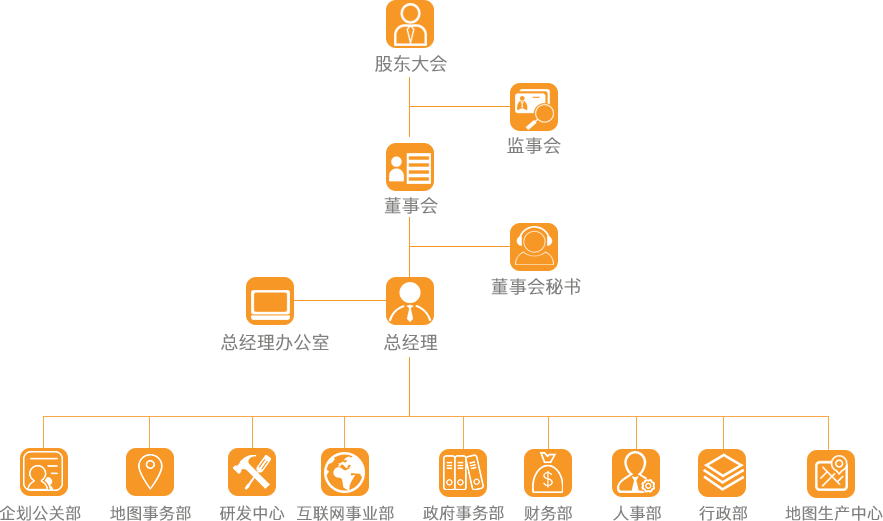 股东大会
监事会
董事会
董事会秘书
总经理办公室
总经理
企划公关部
地图事务部
研发中心
互联网事业部
政府事务部
财务部
人事部
行政部
地图生产中心